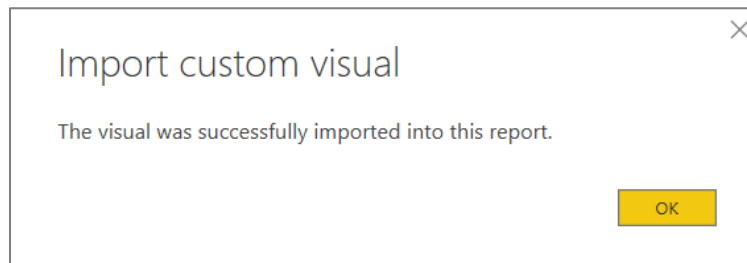 Import custom visual
The visual was successfully imported into this report.
OK